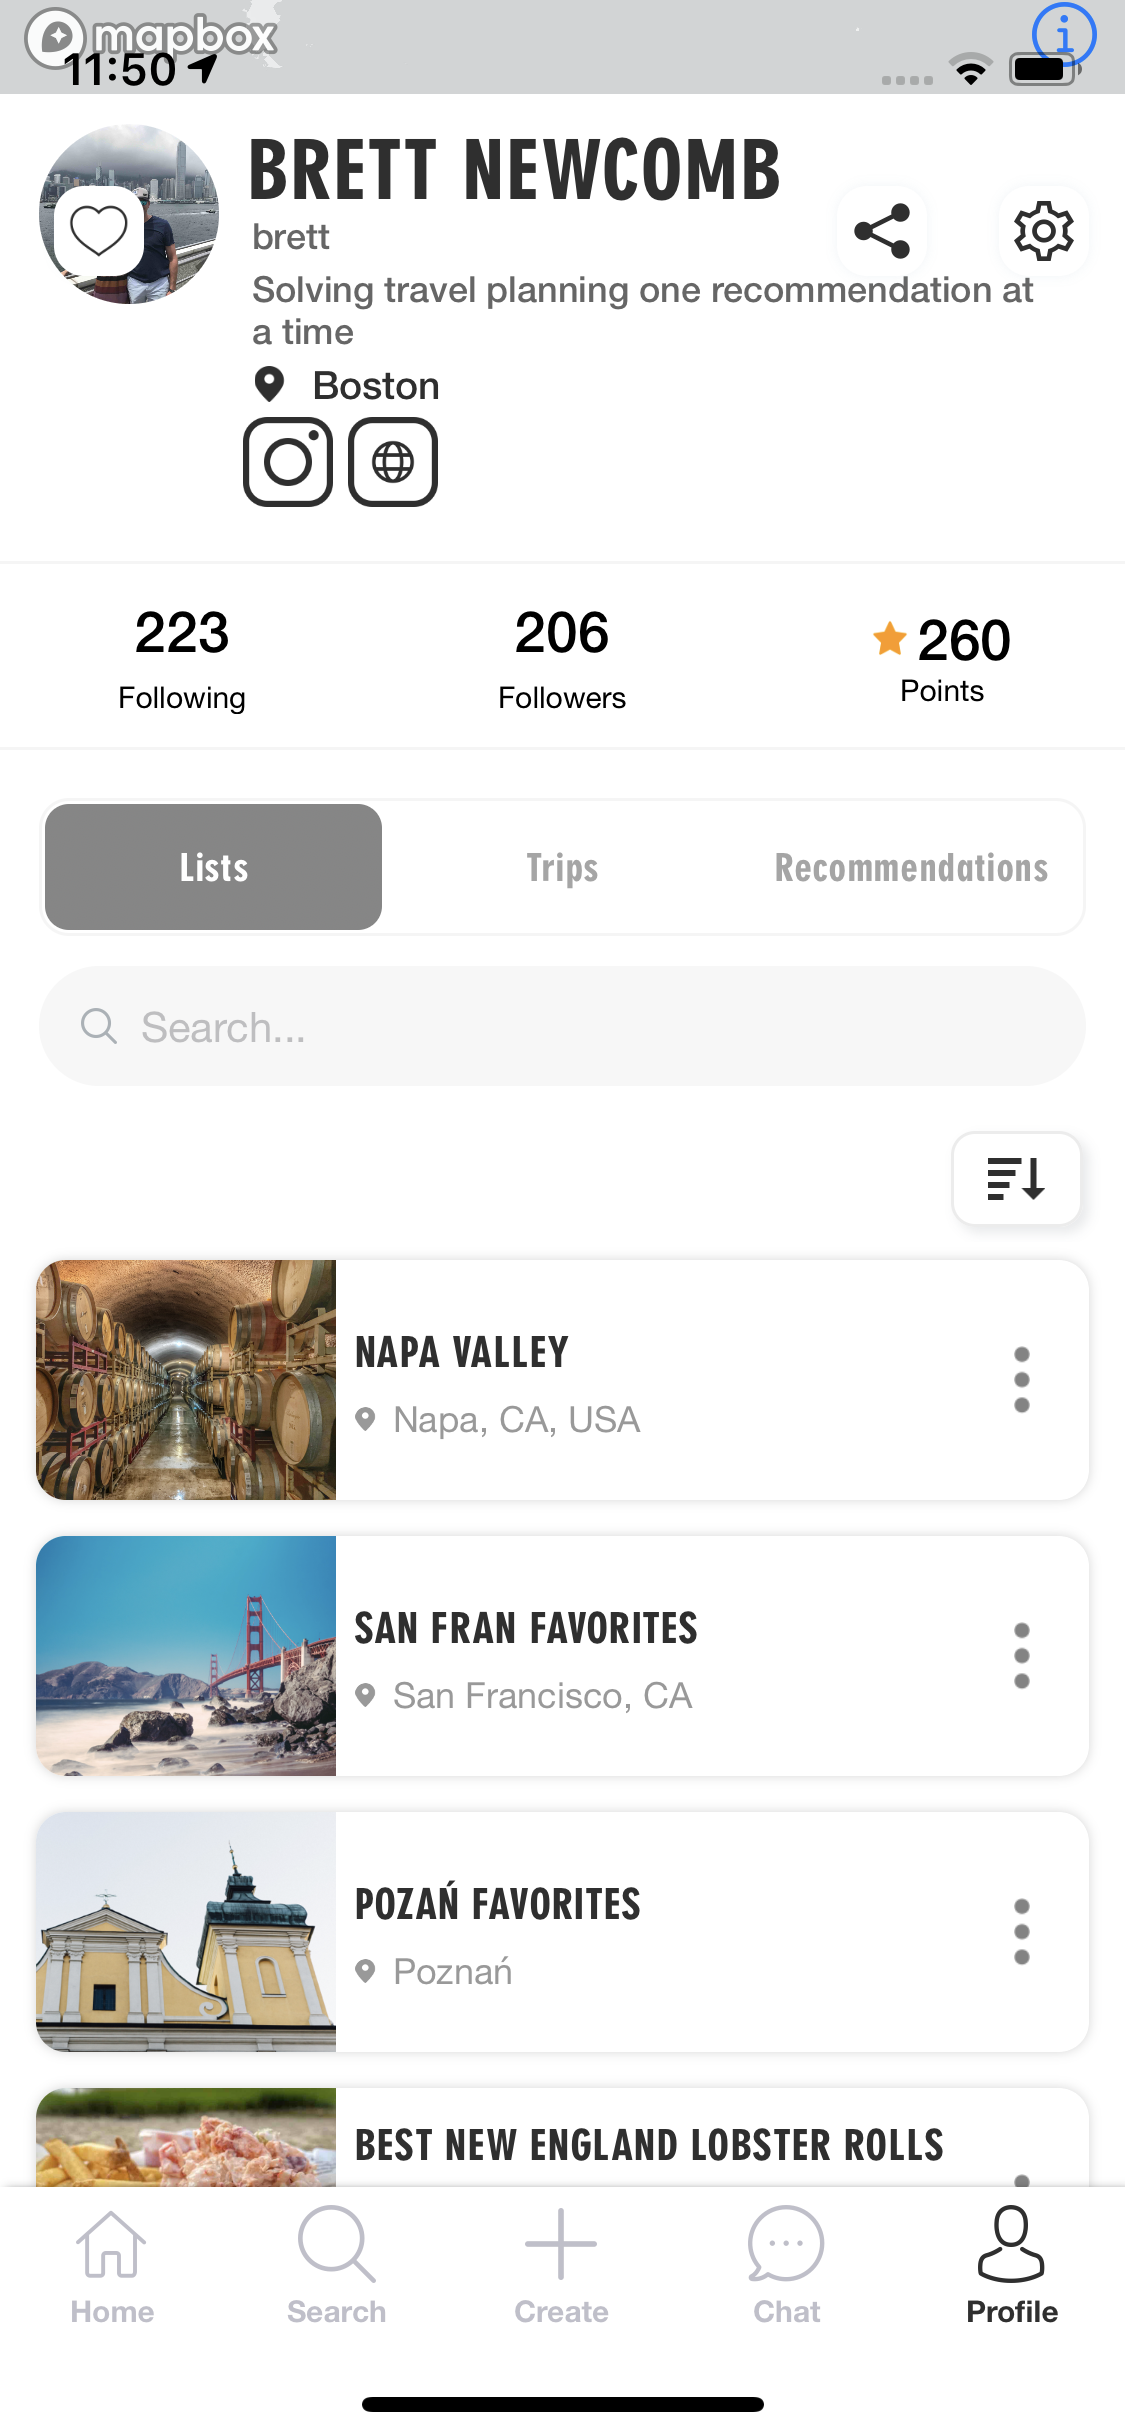 mapbox
11:50
BRETT NEWCOMB
brett
Solving travel planning one recommendation at
a time
Boston
223
206
260
Following
Followers
Points
Lists
Trips
Recommendations
Search...
NAPA VALLEY
Napa, CA, USA
SAN FRAN FAVORITES
San Francisco, CA
POZAŃ FAVORITES
Poznań
BEST NEW ENGLAND LOBSTER ROLLS
Home
Search
Create
Chat
Profile